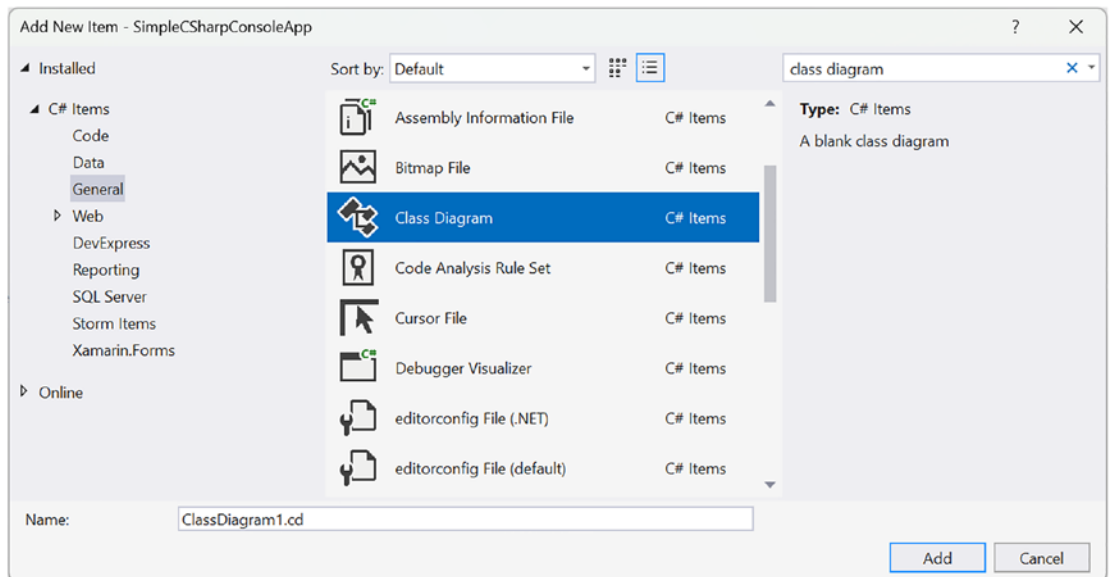 Add New Item - SimpleCSharpConsoleApp
Installed
Sort by: Default
class diagram
C# Items
Code
Data
General
Web
DevExpress
Reporting
SQL Server
Storm Items
Xamarin.Forms
Online
C#
Assembly Information File C# Items
Bitmap File C# Items
Class Diagram C# Items
Code Analysis Rule Set C# Items
Cursor File C# Items
C#
Debugger Visualizer C# Items
editorconfig File (.NET) C# Items
editorconfig File (default) C# Items
Type: C# Items
A blank class diagram
Name: ClassDiagram1.cd
Add Cancel